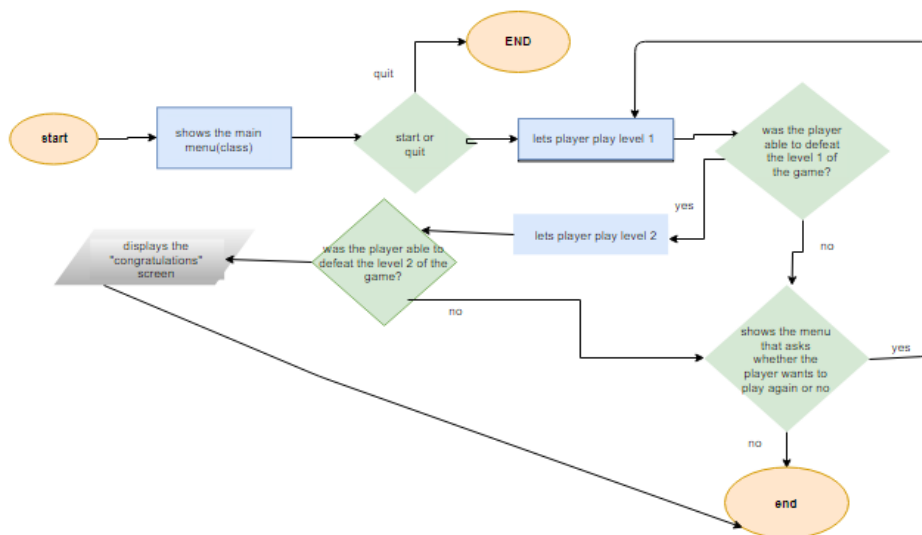 END
quit
start
shows the main
menu(class)
start or
quit
lets player play level 1
was the player
able to defeat
the level 1 of
the game?
yes
no
lets player play level 2
was the player able to
defeat the level 2 of the
game?
displays the
"congratulations"
screen
no
shows the menu
that asks
whether the
player wants to
play again or no
yes
no
end